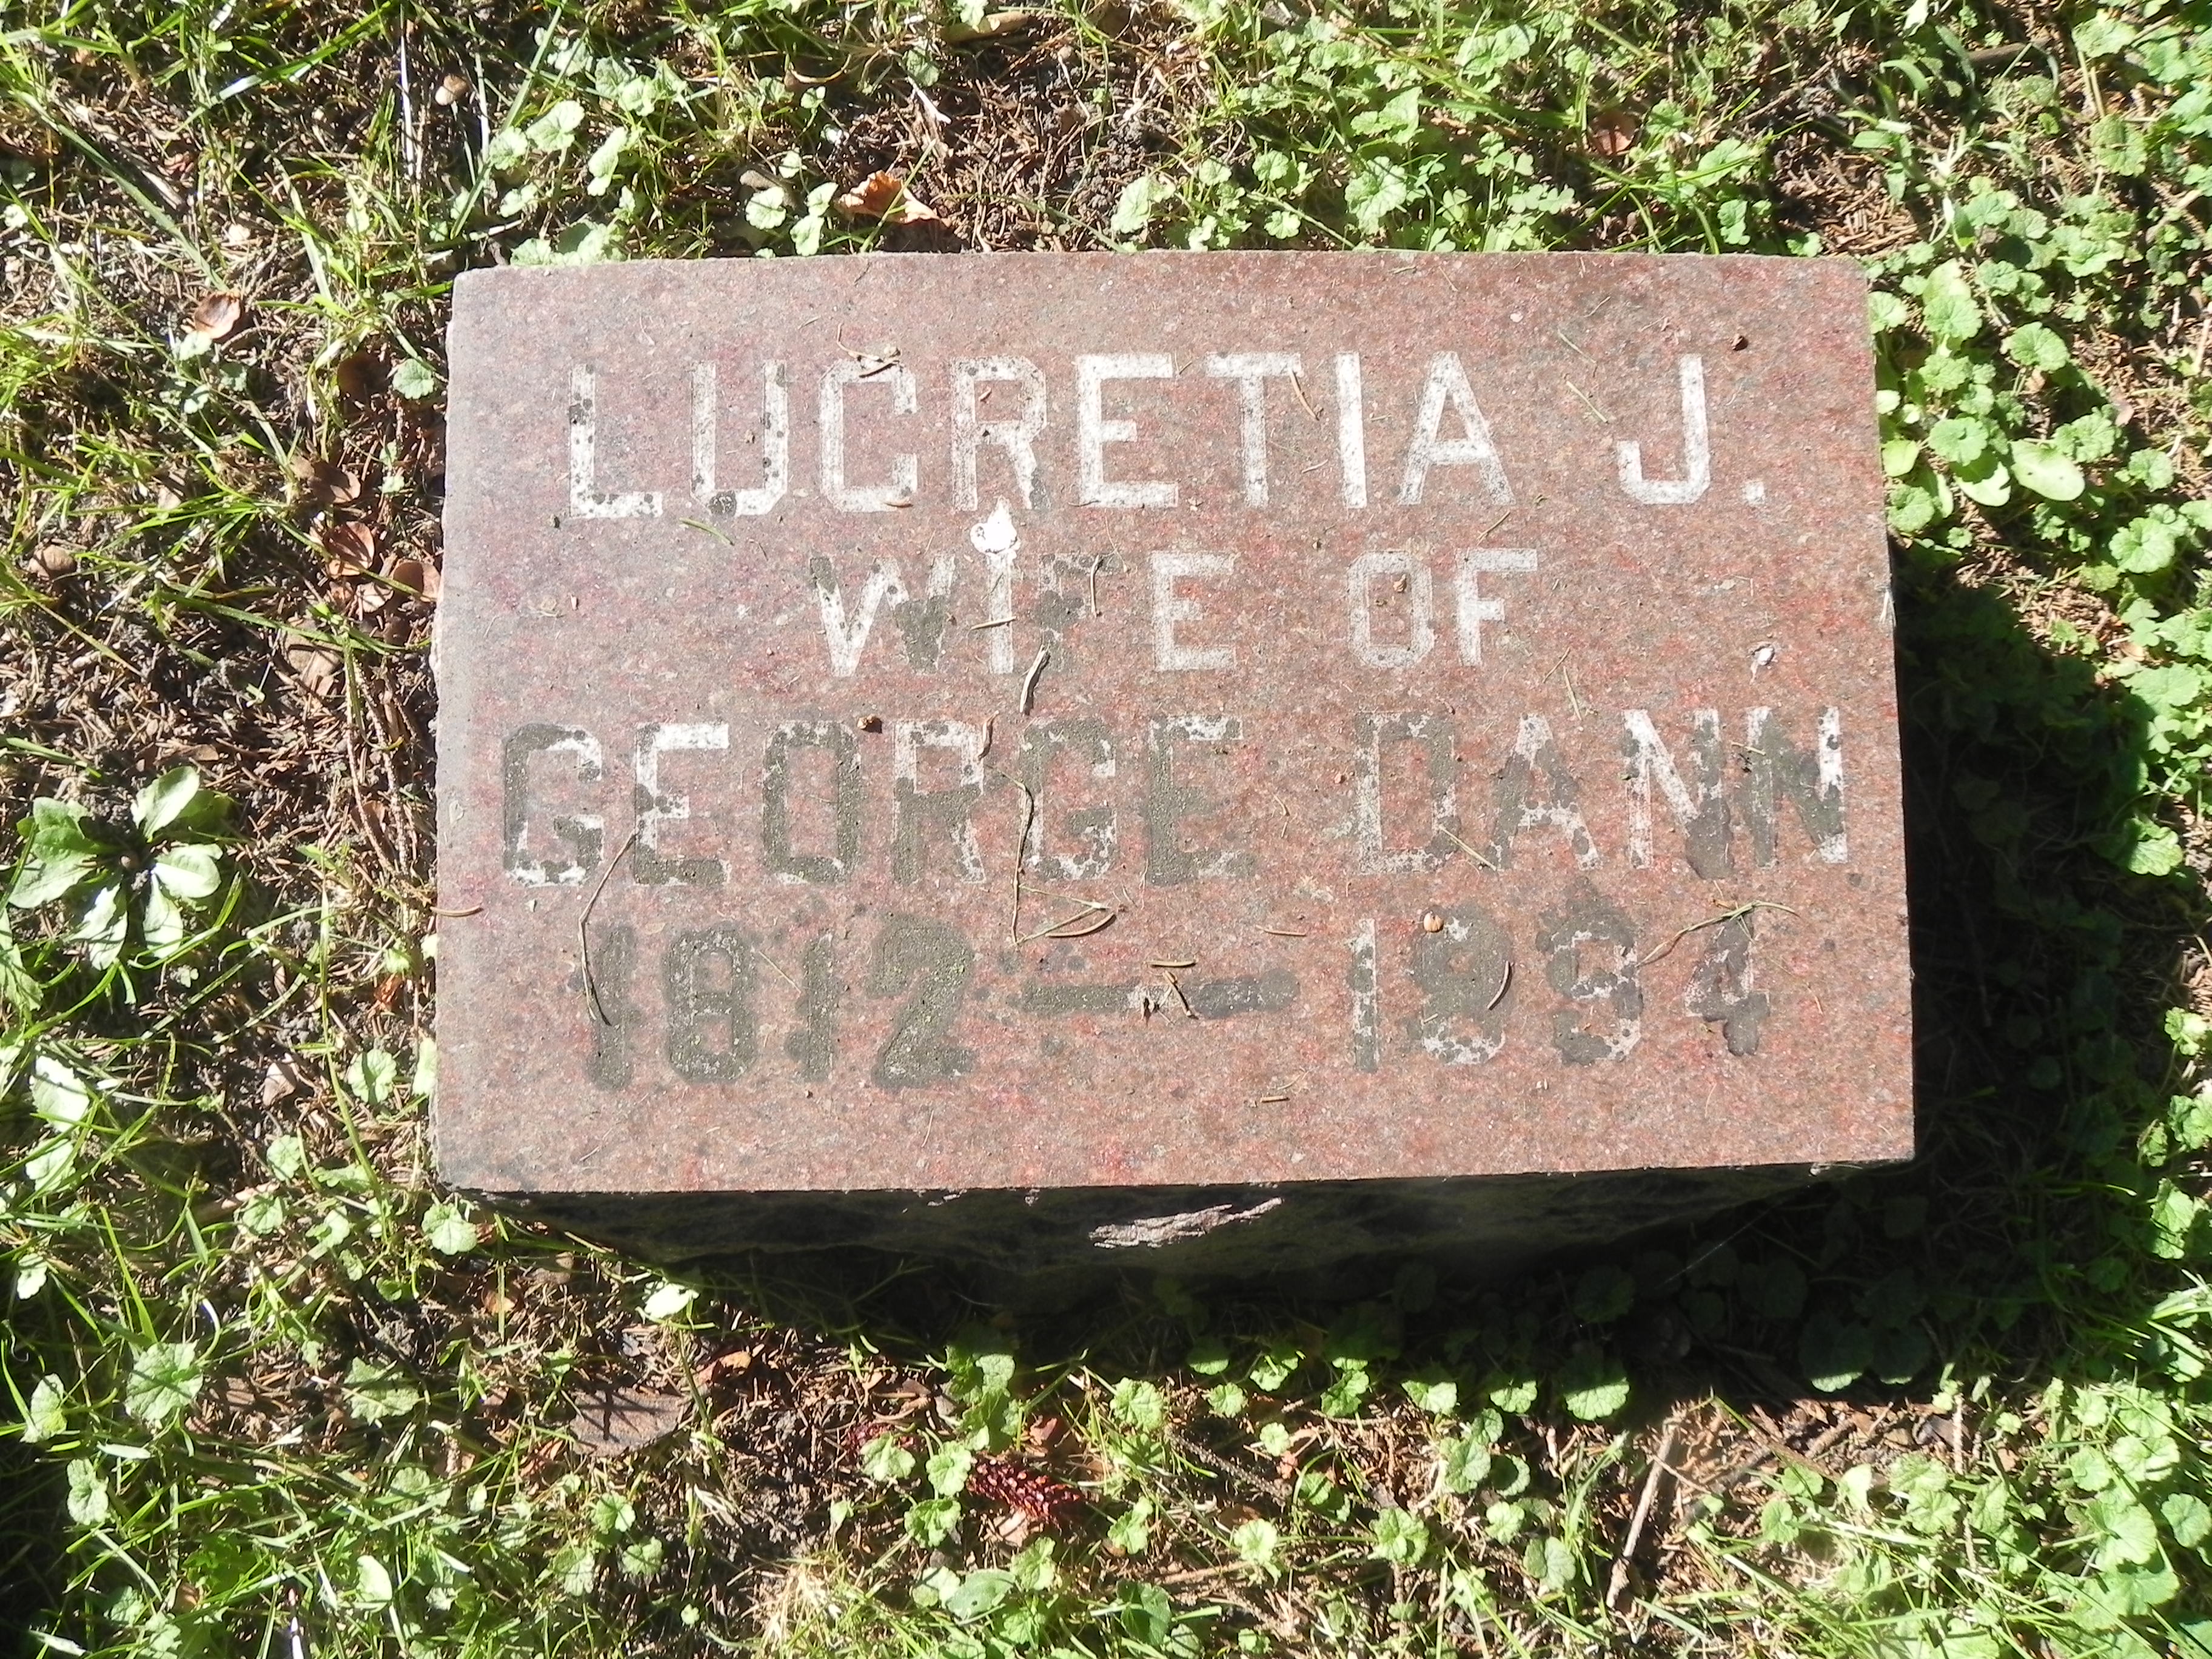 LUCRETIA J.
WIFE OF
GEORGE DANN
1812 — 1894